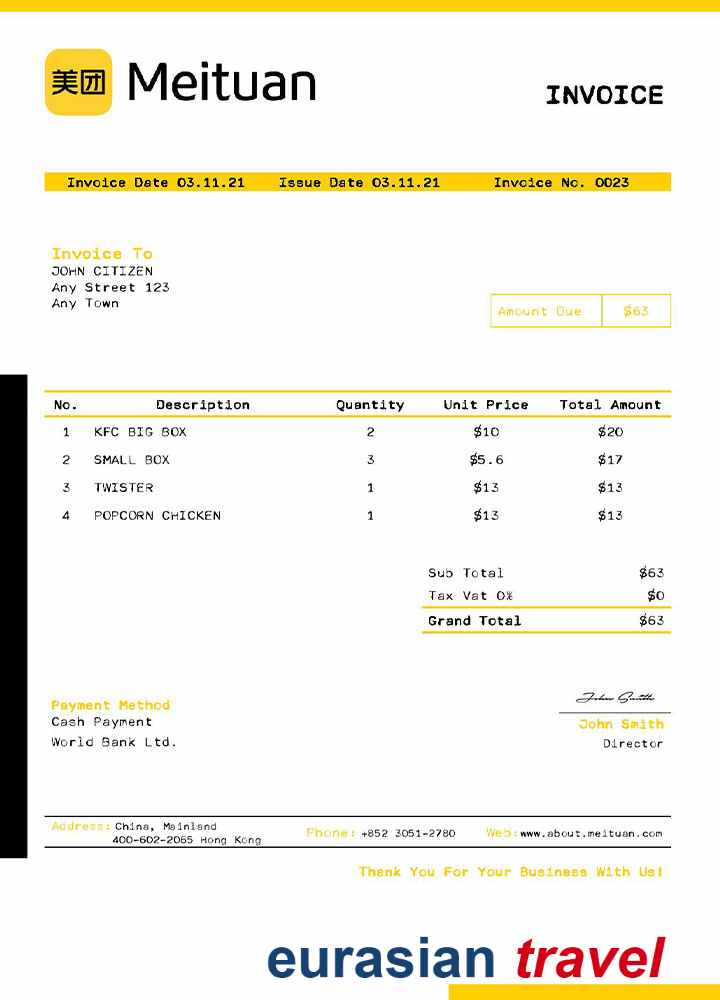 美团 Meituan
INVOICE
Invoice Date 03.11.21 Issue Date 03.11.21 Invoice No. 0023
Invoice To
JOHN CITIZEN
Any Street 123
Any Town
Amount Due $63
No. Description Quantity Unit Price Total Amount
1 KFC BIG BOX 2 $10 $20
2 SMALL BOX 3 $5.6 $17
3 TWISTER 1 $13 $13
4 POPCORN CHICKEN 1 $13 $13
Sub Total $63
Tax Vat 0% $0
Grand Total $63
Payment Method
Cash Payment
World Bank Ltd.
John Smith
John Smith
Director
Address: China, Mainland
400-602-2065 Hong Kong
Phone: +852 3051-2780
Web: www.about.meituan.com
Thank You For Your Business With Us!
eurasian travel